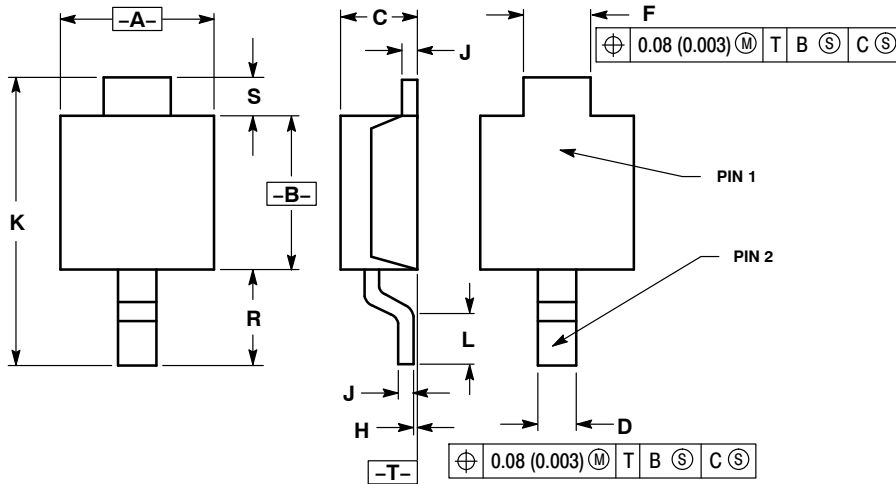 –A–
C
F
⌖ 0.08 (0.003) Ⓜ T B Ⓢ C Ⓢ
J
S
–B–
K
PIN 1
PIN 2
R
L
J
H
D
⌖ 0.08 (0.003) Ⓜ T B Ⓢ C Ⓢ
–T–